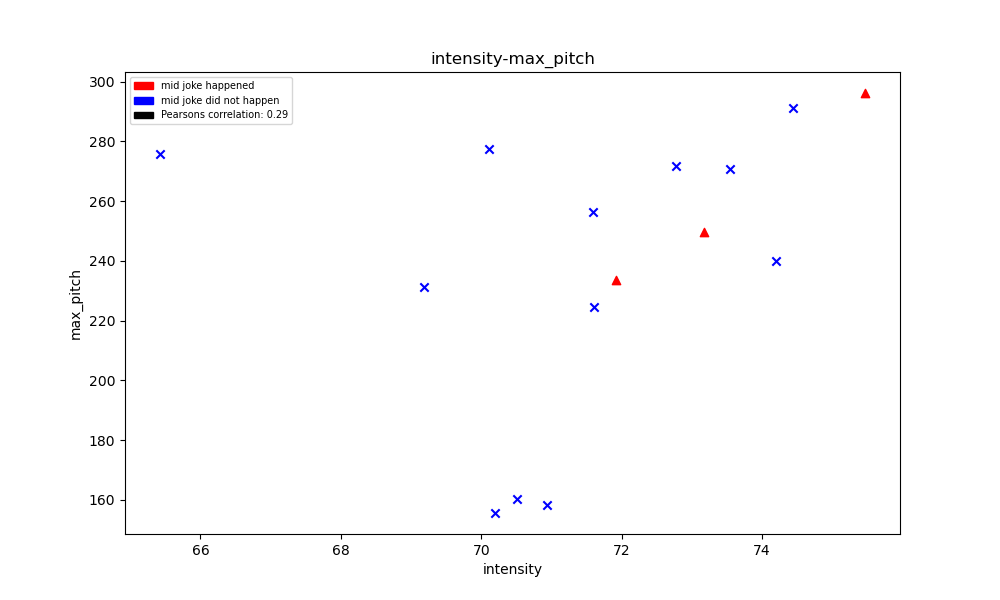 intensity-max_pitch
mid joke happened
mid joke did not happen
Pearsons correlation: 0.29
300
280
260
240
220
200
180
160
max_pitch
66 68 70 72 74
intensity